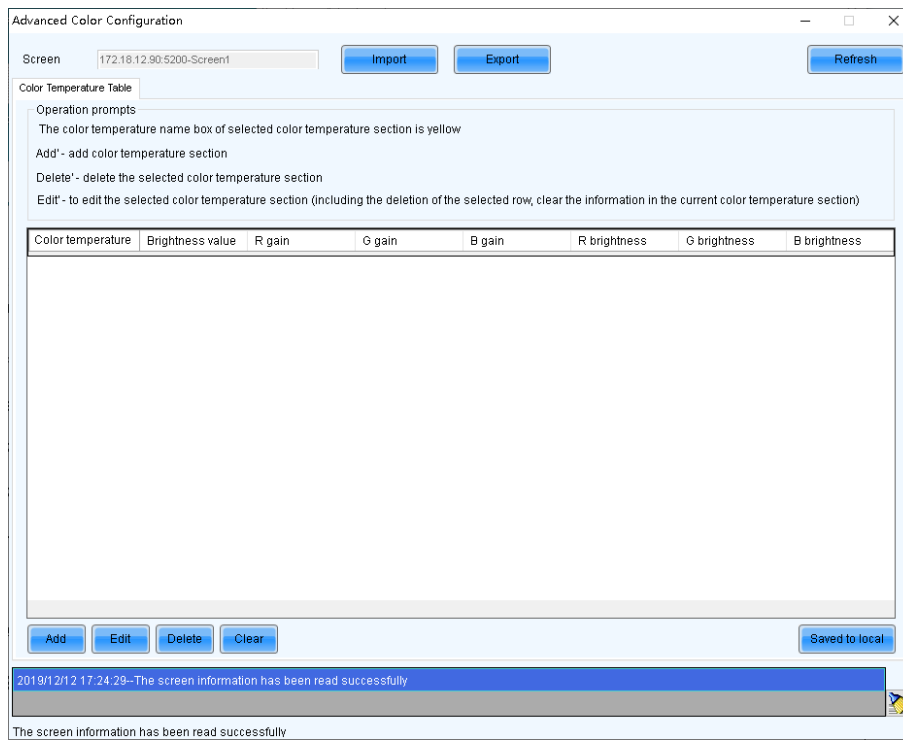 Advanced Color Configuration
Screen 172.18.12.90:5200-Screen1 Import Export Refresh
Color Temperature Table
Operation prompts
The color temperature name box of selected color temperature section is yellow
Add' - add color temperature section
Delete' - delete the selected color temperature section
Edit' - to edit the selected color temperature section (including the deletion of the selected row, clear the information in the current color temperature section)
Color temperature Brightness value R gain G gain B gain R brightness G brightness B brightness
Add Edit Delete Clear Saved to local
2019/12/12 17:24:29--The screen information has been read successfully
The screen information has been read successfully